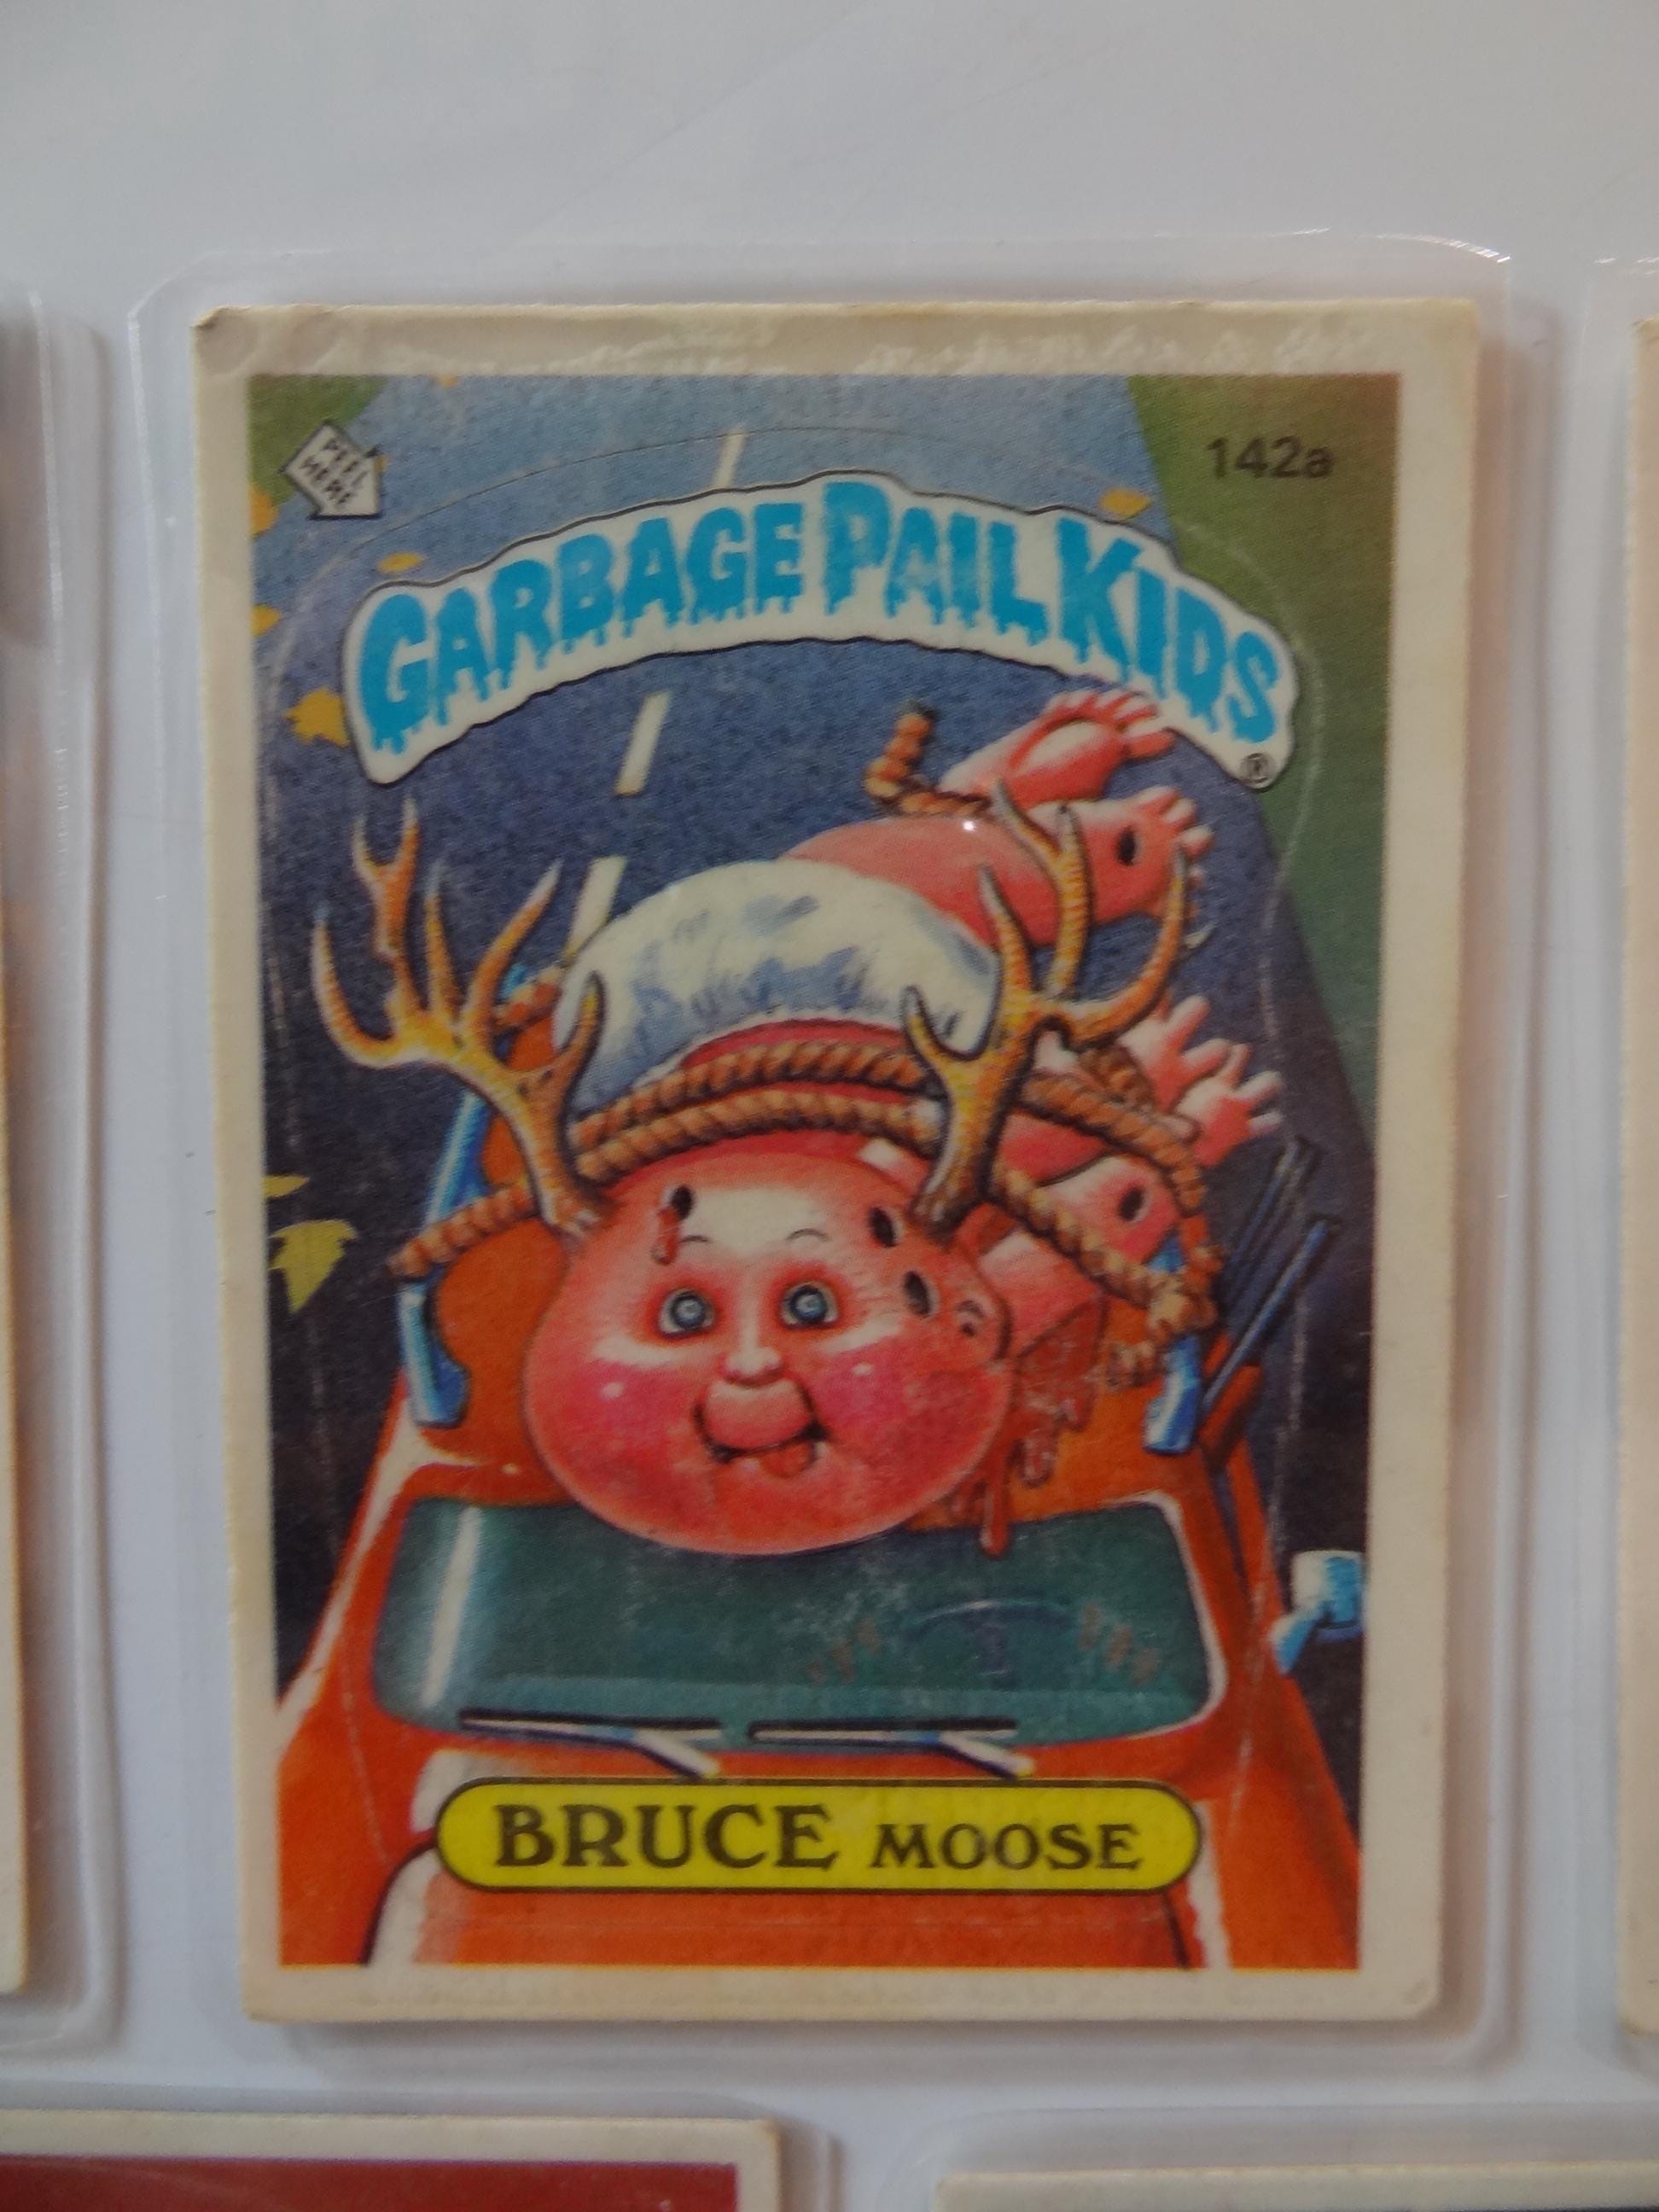 PEEL
HERE
142a
GARBAGE PAIL KIDS
®
BRUCE MOOSE